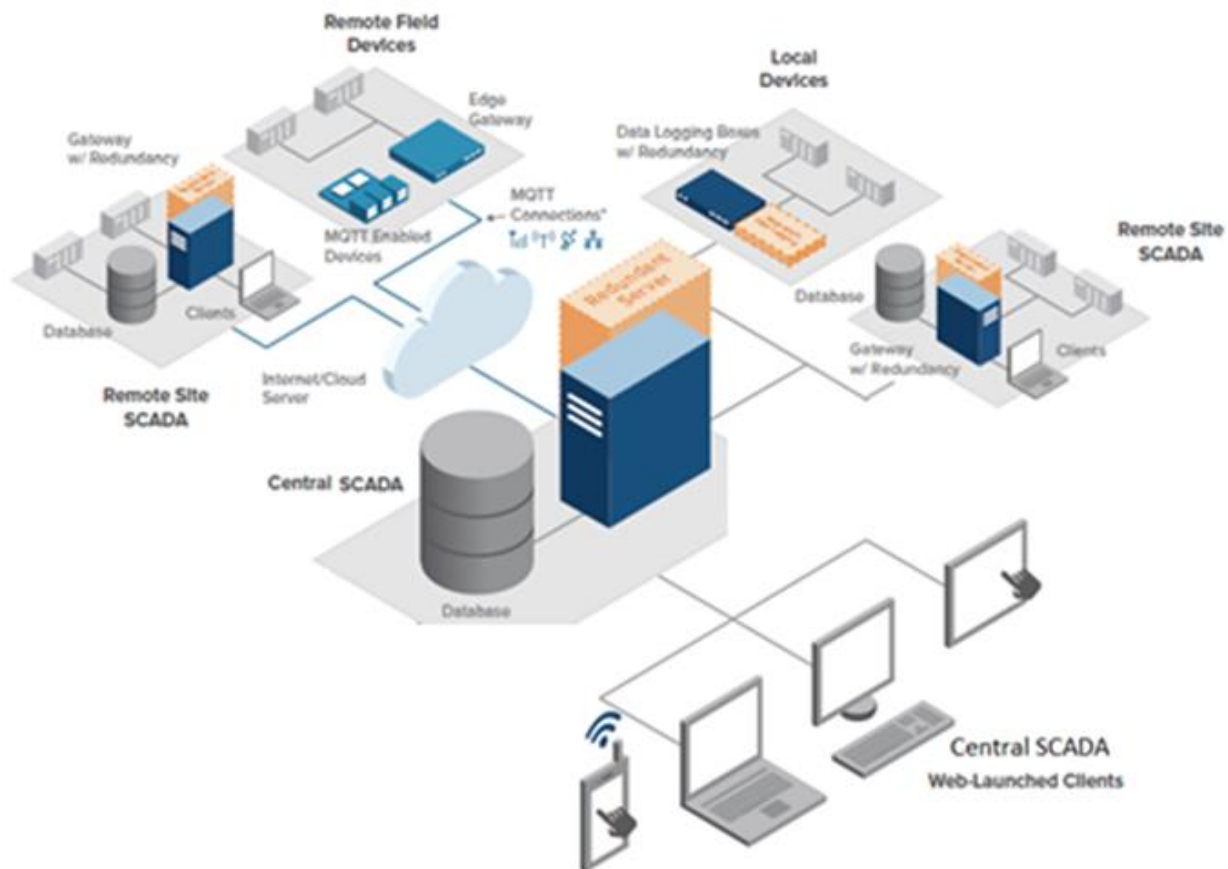 Remote Field
Devices
Edge
Gateway
Gateway
w/ Redundancy
MQTT Enabled
Devices
MQTT
Connections*
Database
Clients
Remote Site
SCADA
Internet/Cloud
Server
Local
Devices
Data Logging Boxes
w/ Redundancy
Remote Site
SCADA
Database
Gateway
w/ Redundancy
Clients
Redundant
Server
Central SCADA
Database
Central SCADA
Web-Launched Clients